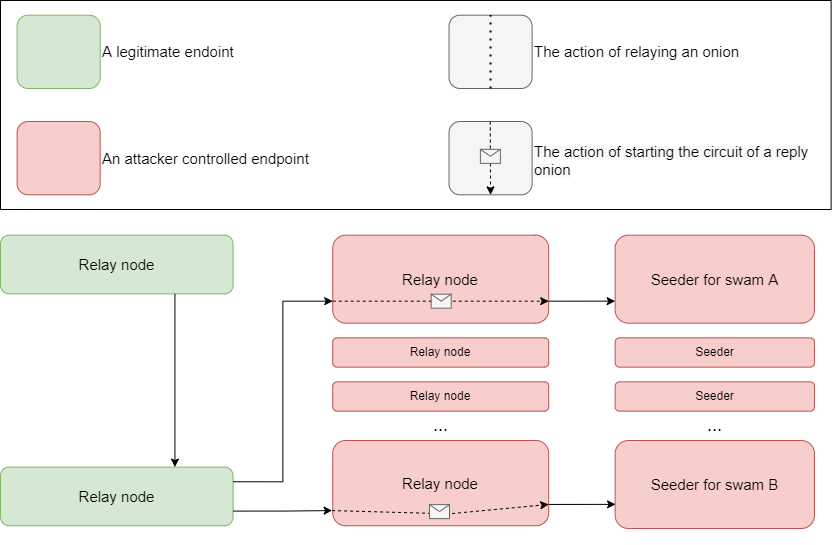 A legitimate endoint
The action of relaying an onion
An attacker controlled endpoint
The action of starting the circuit of a reply
onion
Relay node
Relay node
Seeder for swam A
Relay node
Seeder
Relay node
Seeder
...
...
Relay node
Relay node
Seeder for swam B